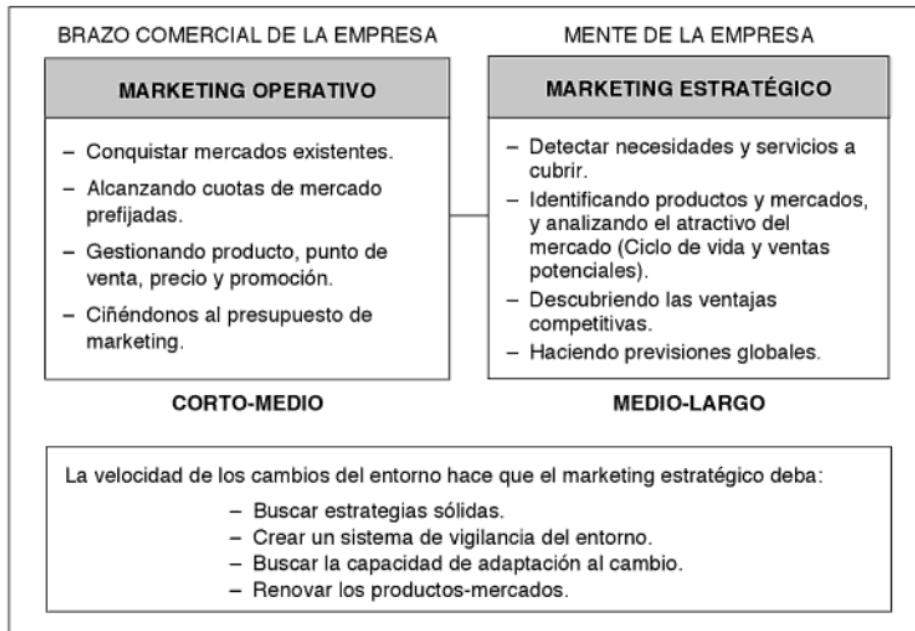 BRAZO COMERCIAL DE LA EMPRESA
MARKETING OPERATIVO
– Conquistar mercados existentes.
– Alcanzando cuotas de mercado
prefijadas.
– Gestionando producto, punto de
venta, precio y promoción.
– Ciñéndonos al presupuesto de
marketing.
CORTO-MEDIO
MENTE DE LA EMPRESA
MARKETING ESTRATÉGICO
– Detectar necesidades y servicios a
cubrir.
– Identificando productos y mercados,
y analizando el atractivo del
mercado (Ciclo de vida y ventas
potenciales).
– Descubriendo las ventajas
competitivas.
– Haciendo previsiones globales.
MEDIO-LARGO
La velocidad de los cambios del entorno hace que el marketing estratégico deba:
– Buscar estrategias sólidas.
– Crear un sistema de vigilancia del entorno.
– Buscar la capacidad de adaptación al cambio.
– Renovar los productos-mercados.